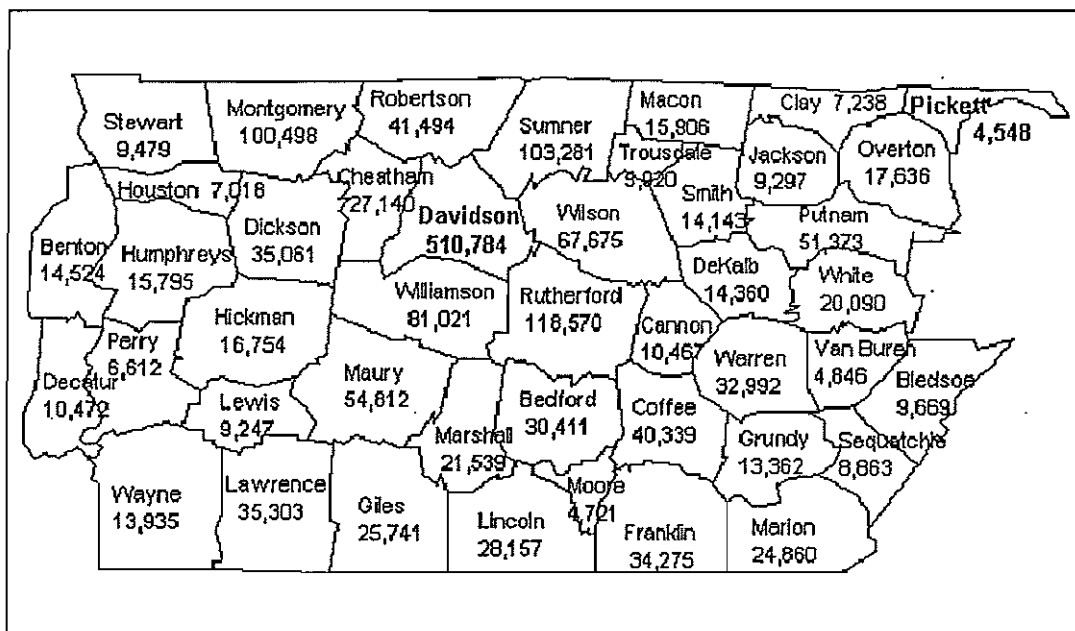 Stewart
9,479
Montgomery
100,498
Robertson
41,494
Sumner
103,281
Macon
15,906
Clay 7,238
Pickett
4,548
Trousdale
5,920
Jackson
9,297
Overton
17,636
Houston 7,018
Cheatham
27,140
Smith
14,143
Dickson
35,061
Davidson
510,784
Wilson
67,675
Putnam
51,373
Benton
14,524
Humphreys
15,795
DeKalb
14,360
White
20,090
Williamson
81,021
Rutherford
118,570
Hickman
16,754
Cannon
10,467
Perry
6,612
Warren
32,992
Van Buren
4,846
Decatur
10,472
Maury
54,812
Bledsoe
9,669
Lewis
9,247
Bedford
30,411
Coffee
40,339
Marshall
21,539
Grundy
13,362
Sequatchie
8,863
Wayne
13,935
Lawrence
35,303
Giles
25,741
Moore
4,721
Lincoln
28,157
Franklin
34,275
Marion
24,860